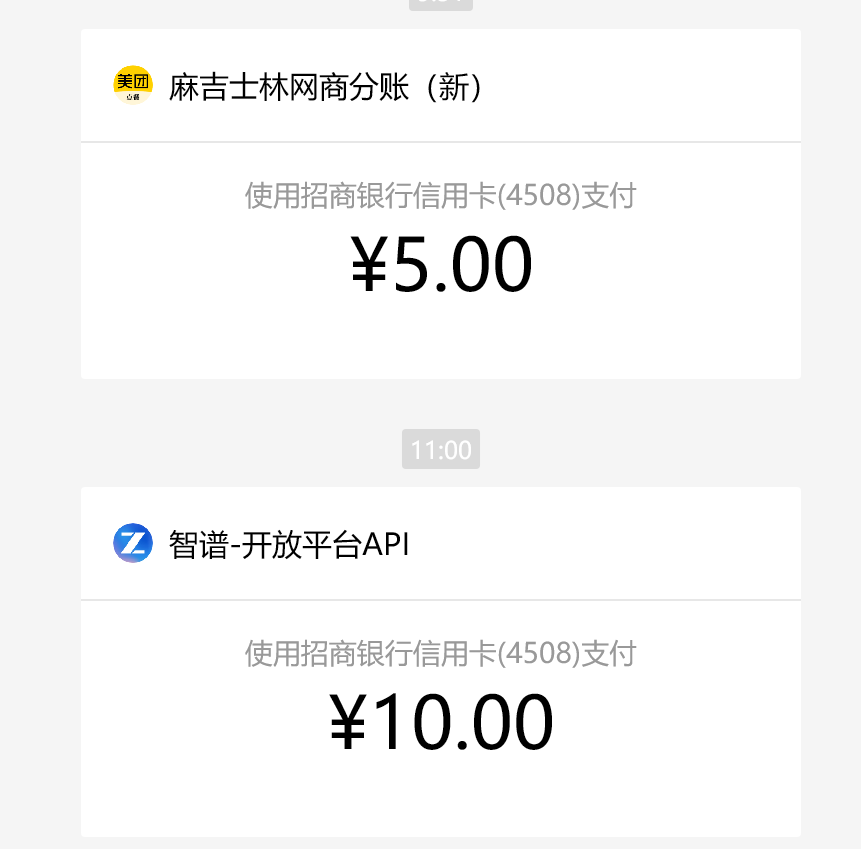 美团
麻吉士林网商分账（新）
使用招商银行信用卡(4508)支付
¥5.00
11:00
智谱-开放平台API
使用招商银行信用卡(4508)支付
¥10.00